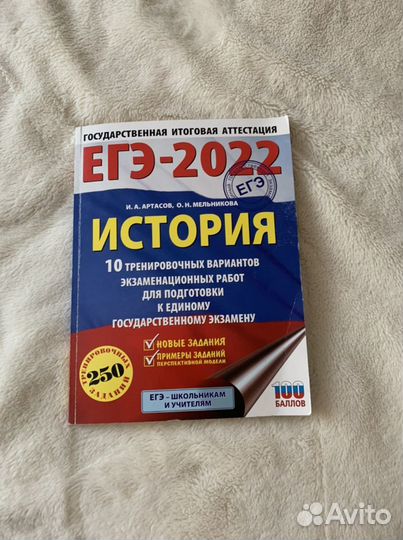 ГОСУДАРСТВЕННАЯ ИТОГОВАЯ АТТЕСТАЦИЯ
ЕГЭ-2022
ЕГЭ
И. А. АРТАСОВ, О. Н. МЕЛЬНИКОВА
ИСТОРИЯ
10 ТРЕНИРОВОЧНЫХ ВАРИАНТОВ
ЭКЗАМЕНАЦИОННЫХ РАБОТ
ДЛЯ ПОДГОТОВКИ
К ЕДИНОМУ
ГОСУДАРСТВЕННОМУ ЭКЗАМЕНУ
НОВЫЕ ЗАДАНИЯ
ПРИМЕРЫ ЗАДАНИЙ
ПЕРСПЕКТИВНОЙ МОДЕЛИ
ТРЕНИРОВОЧНЫХ
250
ЗАДАНИЙ
ЕГЭ – ШКОЛЬНИКАМ
И УЧИТЕЛЯМ
100
БАЛЛОВ
Avito